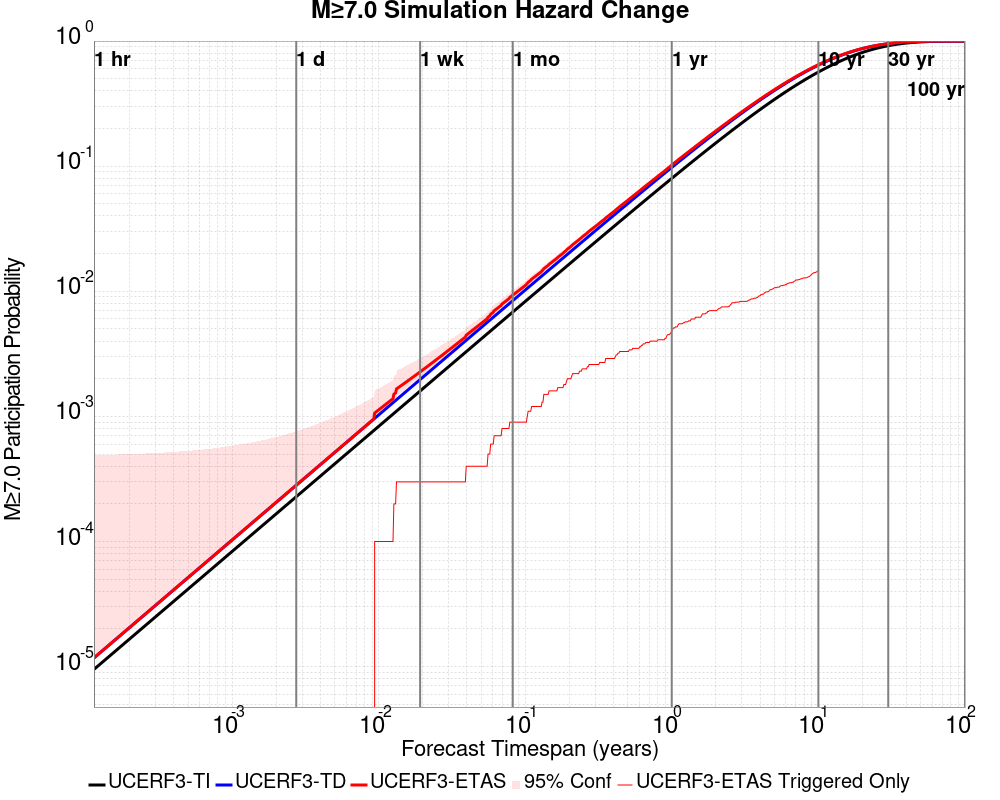 M≥7.0 Simulation Hazard Change
10^0
1 hr
1 d
1 wk
1 mo
1 yr
10 yr
30 yr
100 yr
10^-1
10^-2
10^-3
10^-4
10^-5
M≥7.0 Participation Probability
10^-3
10^-2
10^-1
10^0
10^1
10^2
Forecast Timespan (years)
UCERF3-TI
UCERF3-TD
UCERF3-ETAS
95% Conf
UCERF3-ETAS Triggered Only